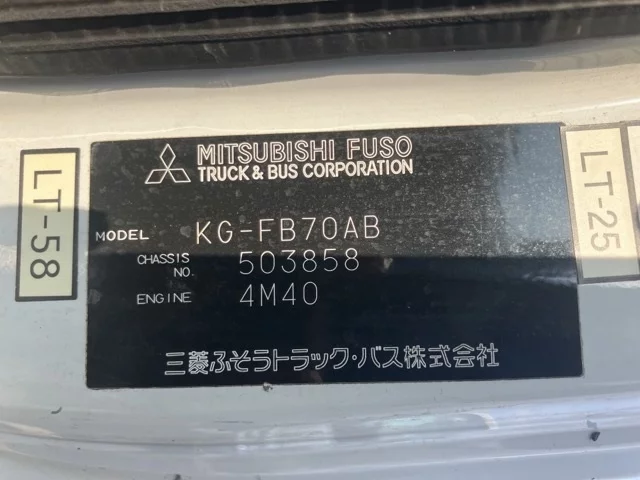 MITSUBISHI FUSO
TRUCK & BUS CORPORATION
MODEL KG-FB70AB
CHASSIS NO. 503858
ENGINE 4M40
三菱ふそうトラック・バス株式会社
LT-58
LT-25